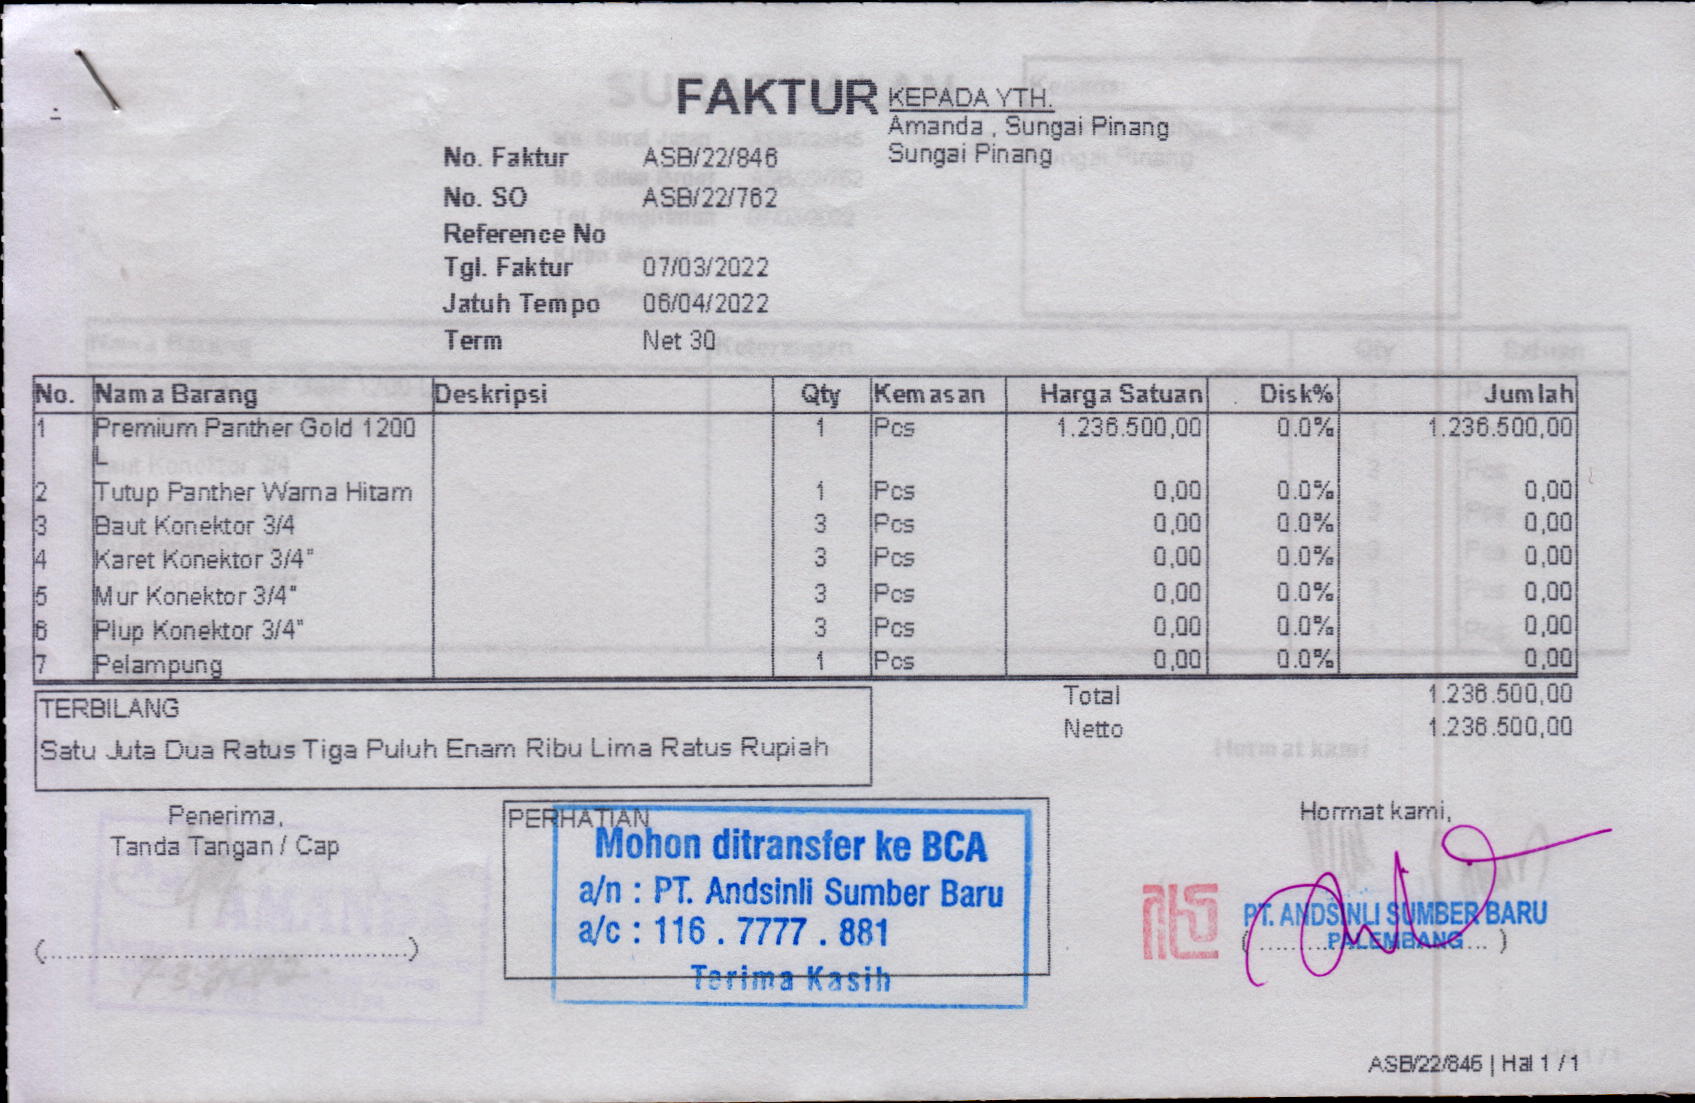 FAKTUR
KEPADA YTH.
Amanda , Sungai Pinang
Sungai Pinang
No. Faktur ASB/22/846
No. SO ASB/22/762
Reference No
Tgl. Faktur 07/03/2022
Jatuh Tempo 06/04/2022
Term Net 30
No. Nama Barang Deskripsi Qty Kemasan Harga Satuan Disk% Jumlah
1 Premium Panther Gold 1200 1 Pcs 1.236.500,00 0.0% 1.236.500,00
L
2 Tutup Panther Warna Hitam 1 Pcs 0,00 0.0% 0,00
3 Baut Konektor 3/4 3 Pcs 0,00 0.0% 0,00
4 Karet Konektor 3/4" 3 Pcs 0,00 0.0% 0,00
5 Mur Konektor 3/4" 3 Pcs 0,00 0.0% 0,00
6 Plup Konektor 3/4" 3 Pcs 0,00 0.0% 0,00
7 Pelampung 1 Pcs 0,00 0.0% 0,00
Total 1.236.500,00
Netto 1.236.500,00
TERBILANG
Satu Juta Dua Ratus Tiga Puluh Enam Ribu Lima Ratus Rupiah
Penerima,
Tanda Tangan / Cap
(....................................................)
AMANDA
PERHATIAN
Mohon ditransfer ke BCA
a/n : PT. Andsinli Sumber Baru
a/c : 116 . 7777 . 881
Terima Kasih
Hormat kami,
PT. ANDSINLI SUMBER BARU
PALEMBANG
ASB/22/846 | Hal 1 / 1